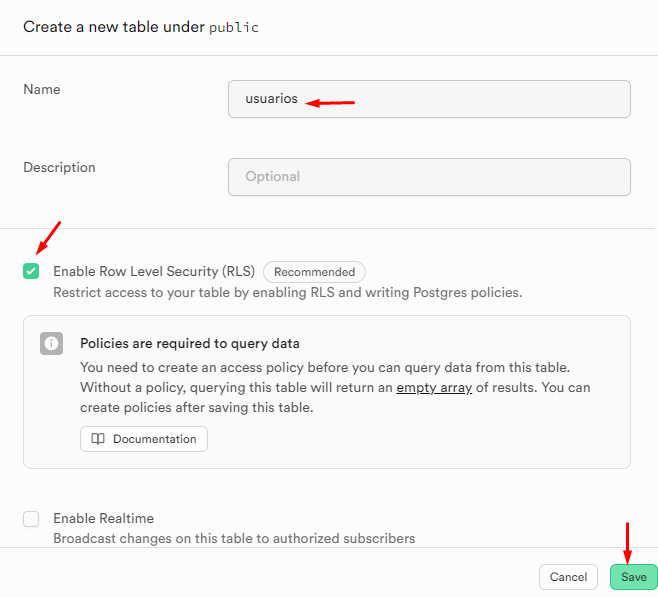 Create a new table under public
Name
usuarios
Description
Optional
Enable Row Level Security (RLS) Recommended
Restrict access to your table by enabling RLS and writing Postgres policies.
Policies are required to query data
You need to create an access policy before you can query data from this table.
Without a policy, querying this table will return an empty array of results. You can
create policies after saving this table.
Documentation
Enable Realtime
Broadcast changes on this table to authorized subscribers
Cancel Save